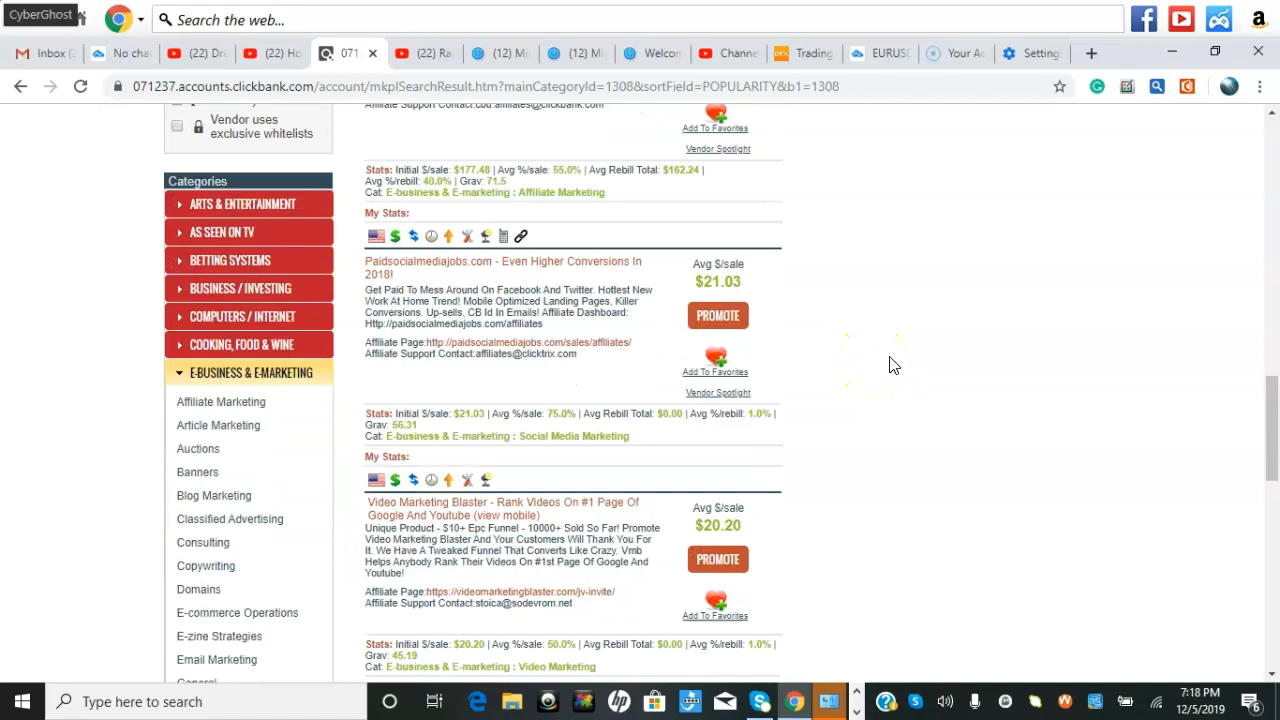 CyberGhost
Search the web...
Inbox (
No cha
(22) Dr
(22) Ho
071
(22) Ra
(12) Mi
(12) Mi
Welcom
Channe
Trading
EURUS
Your Ac
Setting
071237.accounts.clickbank.com/account/mkplSearchResult.htm?mainCategoryId=1308&sortField=POPULARITY&b1=1308
Vendor uses
exclusive whitelists
Categories
ARTS & ENTERTAINMENT
AS SEEN ON TV
BETTING SYSTEMS
BUSINESS / INVESTING
COMPUTERS / INTERNET
COOKING, FOOD & WINE
E-BUSINESS & E-MARKETING
Affiliate Marketing
Article Marketing
Auctions
Banners
Blog Marketing
Classified Advertising
Consulting
Copywriting
Domains
E-commerce Operations
E-zine Strategies
Email Marketing
General
Affiliate Support Contact:affiliates@clickbank.com
Add To Favorites
Vendor Spotlight
Stats: Initial $/sale: $177.48 | Avg %/sale: 55.0% | Avg Rebill Total: $162.24 |
Avg %/rebill: 40.0% | Grav: 71.5
Cat: E-business & E-marketing : Affiliate Marketing
My Stats:
Paidsocialmediajobs.com - Even Higher Conversions In
2018!
Get Paid To Mess Around On Facebook And Twitter. Hottest New
Work At Home Trend! Mobile Optimized Landing Pages, Killer
Conversions. Up-sells, CB Id In Emails! Affiliate Dashboard:
Http://paidsocialmediajobs.com/affiliates
Affiliate Page:http://paidsocialmediajobs.com/sales/affiliates/
Affiliate Support Contact:affiliates@clicktrix.com
Avg $/sale
$21.03
PROMOTE
Add To Favorites
Vendor Spotlight
Stats: Initial $/sale: $21.03 | Avg %/sale: 75.0% | Avg Rebill Total: $0.00 | Avg %/rebill: 1.0% |
Grav: 56.31
Cat: E-business & E-marketing : Social Media Marketing
My Stats:
Video Marketing Blaster - Rank Videos On #1 Page Of
Google And Youtube (view mobile)
Unique Product - $10+ Epc Funnel - 10000+ Sold So Far! Promote
Video Marketing Blaster And Your Customers Will Thank You For
It. We Have A Tweaked Funnel That Converts Like Crazy. Vmb
Helps Anybody Rank Their Videos On #1st Page Of Google And
Youtube!
Affiliate Page:https://videomarketingblaster.com/jv-invite/
Affiliate Support Contact:stoica@sodevrom.net
Avg $/sale
$20.20
PROMOTE
Add To Favorites
Stats: Initial $/sale: $20.20 | Avg %/sale: 50.0% | Avg Rebill Total: $0.00 | Avg %/rebill: 1.0% |
Grav: 45.19
Cat: E-business & E-marketing : Video Marketing
Type here to search
7:18 PM
12/5/2019
6